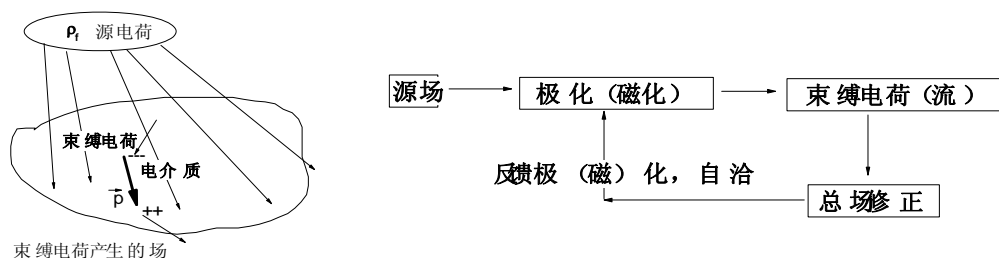 ρf 源电荷
束缚电荷
---
电介质
p
++
束缚电荷产生的场
源场
极化(磁化)
束缚电荷(流)
反馈极(磁)化,自洽
总场修正